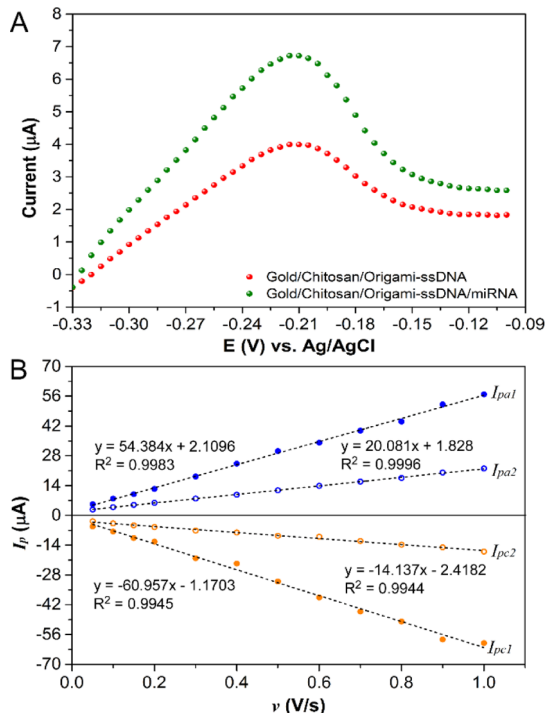 A
8
7
6
5
4
3
2
1
0
-1
Current (μA)
Gold/Chitosan/Origami-ssDNA
Gold/Chitosan/Origami-ssDNA/miRNA
-0.33 -0.30 -0.27 -0.24 -0.21 -0.18 -0.15 -0.12 -0.09
E (V) vs. Ag/AgCl
B
70
56
42
28
14
0
-14
-28
-42
-56
-70
Ip (μA)
Ipa1
y = 54.384x + 2.1096
R² = 0.9983
y = 20.081x + 1.828
R² = 0.9996
Ipa2
Ipc2
y = -60.957x - 1.1703
R² = 0.9945
y = -14.137x - 2.4182
R² = 0.9944
Ipc1
0.0 0.2 0.4 0.6 0.8 1.0
ν (V/s)